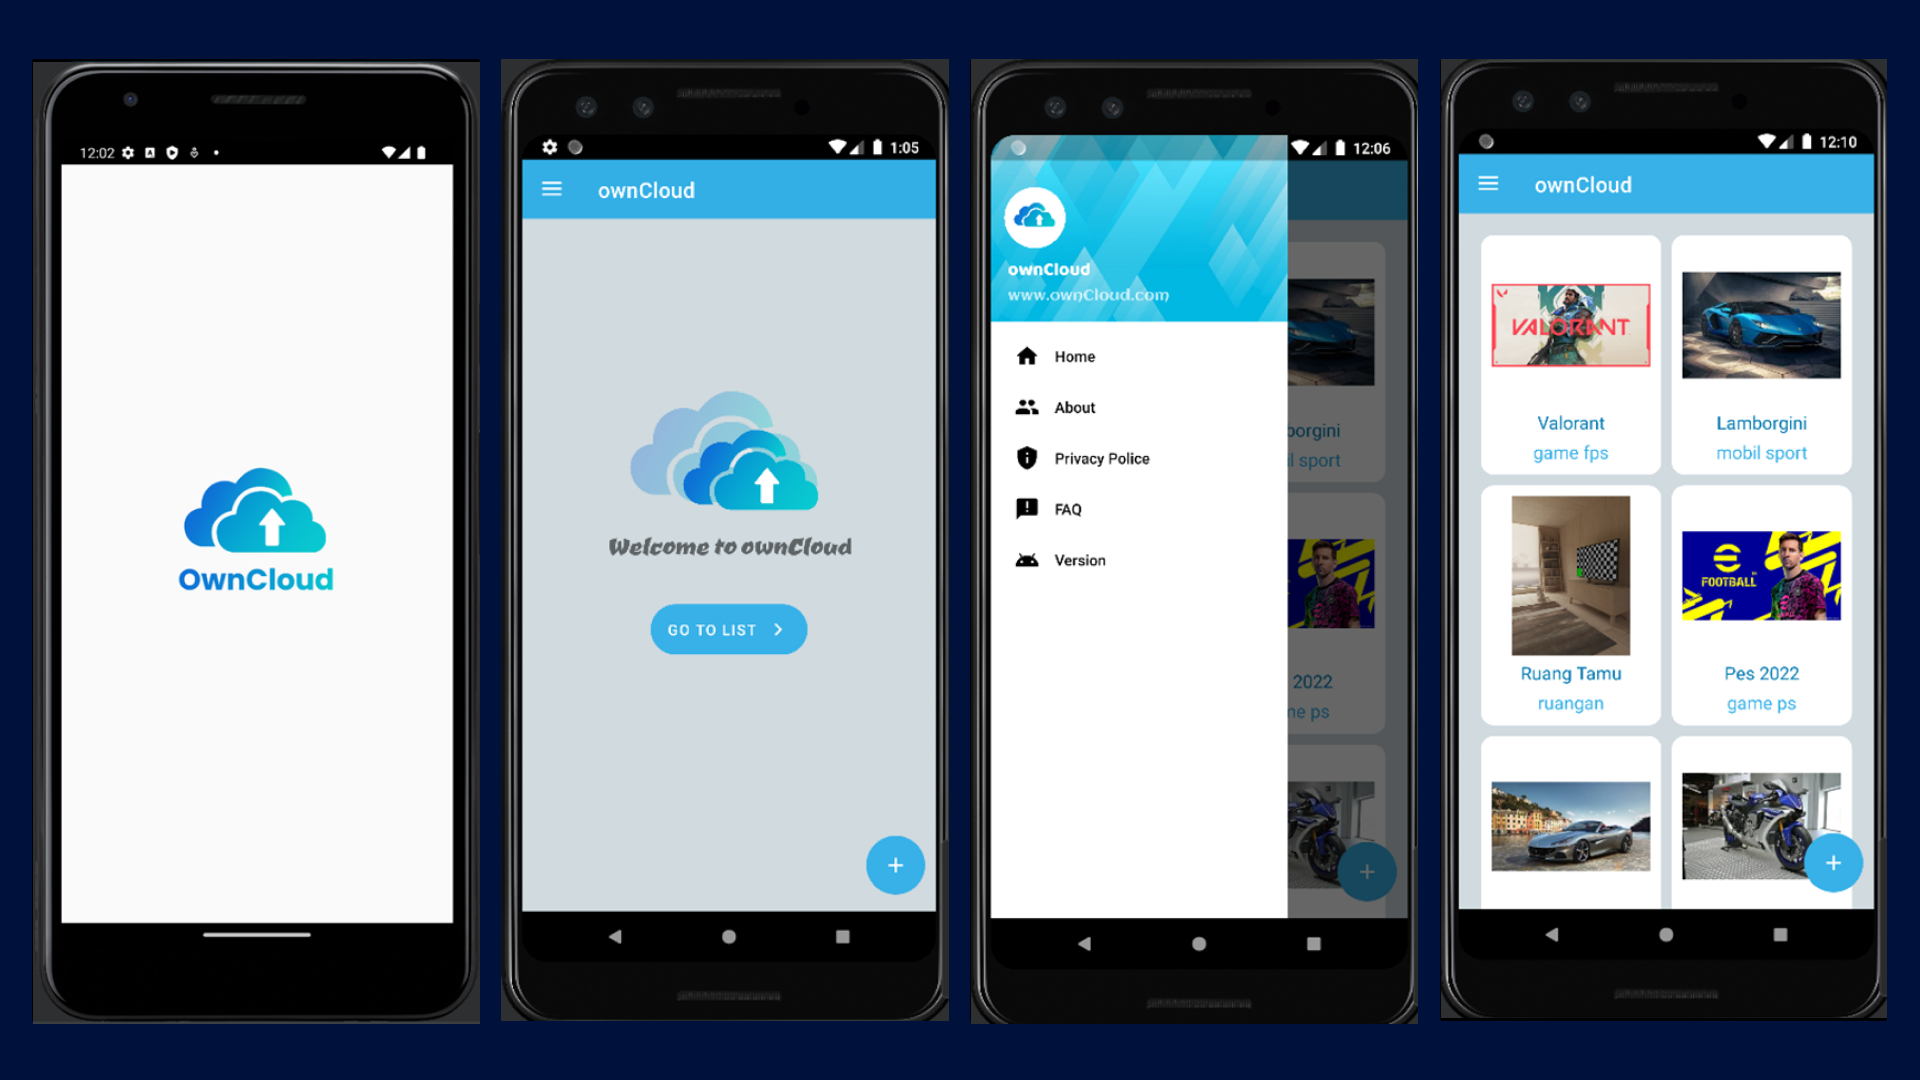 12:02
OwnCloud
1:05
ownCloud
Welcome to ownCloud
GO TO LIST
12:06
ownCloud
www.ownCloud.com
Home
About
Privacy Police
FAQ
Version
borgini
il sport
2022
ne ps
12:10
ownCloud
VALORANT
Valorant
game fps
Lamborgini
mobil sport
FOOTBALL
Ruang Tamu
ruangan
Pes 2022
game ps